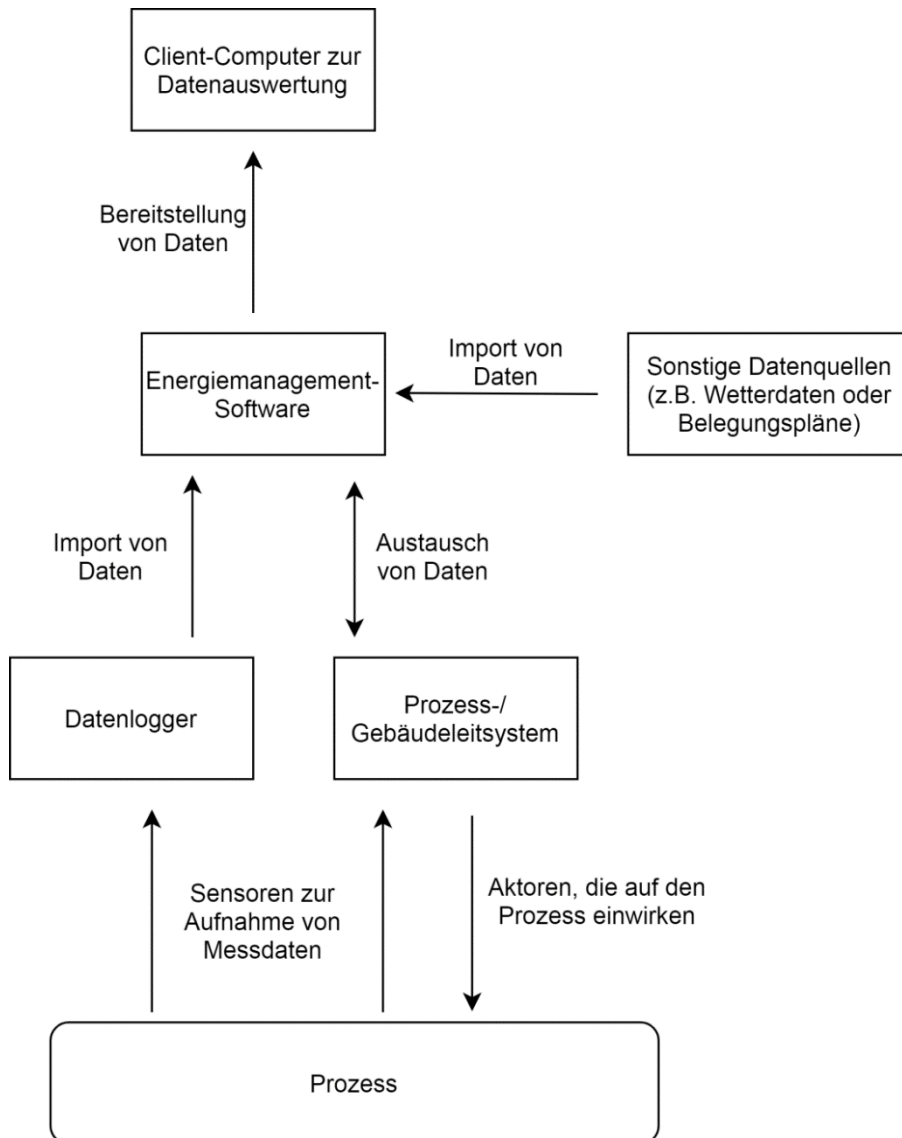 Client-Computer zur
Datenauswertung
Bereitstellung
von Daten
Energiemanagement-
Software
Import von
Daten
Sonstige Datenquellen
(z.B. Wetterdaten oder
Belegungspläne)
Import von
Daten
Austausch
von Daten
Datenlogger
Prozess-/
Gebäudeleitsystem
Sensoren zur
Aufnahme von
Messdaten
Aktoren, die auf den
Prozess einwirken
Prozess